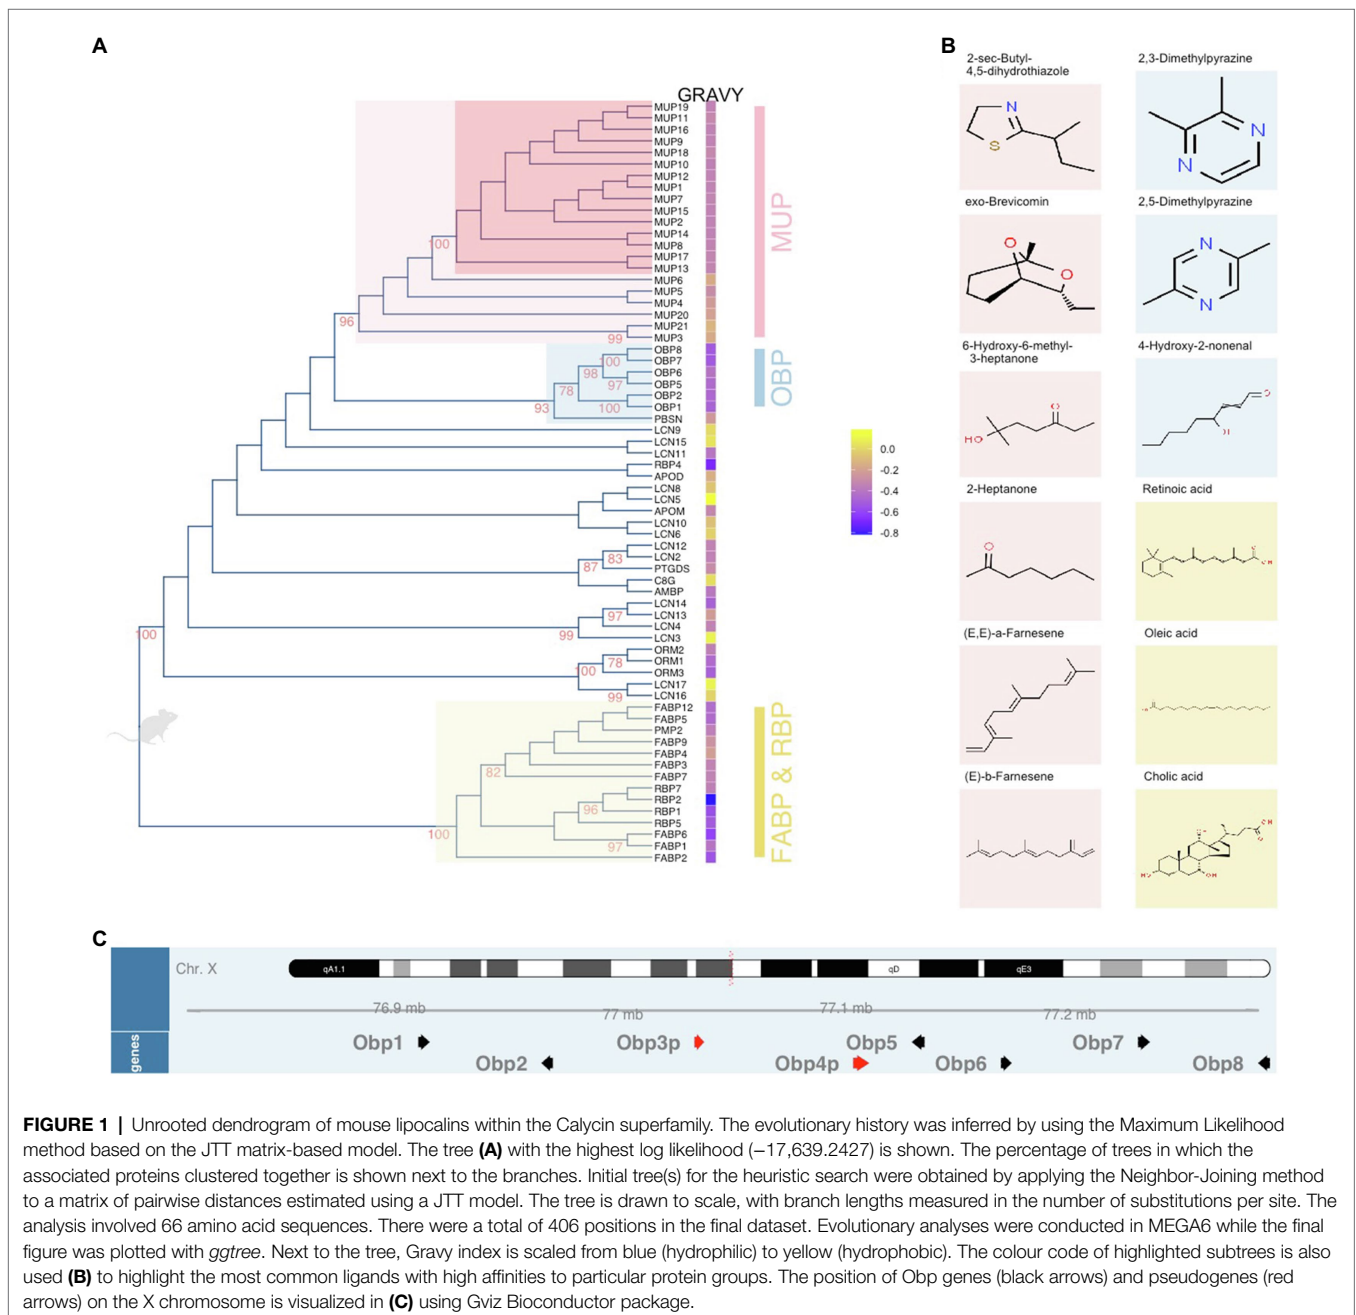 A
GRAVY
MUP19
MUP11
MUP16
MUP9
MUP18
MUP10
MUP12
MUP1
MUP7
MUP15
MUP2
MUP14
MUP8
MUP17
MUP13
MUP6
MUP5
MUP4
MUP20
MUP21
MUP3
OBP8
OBP7
OBP6
OBP5
OBP2
OBP1
PBSN
LCN9
LCN15
LCN11
RBP4
APOD
LCN8
LCN5
APOM
LCN10
LCN6
LCN12
LCN2
PTGDS
C8G
AMBP
LCN14
LCN13
LCN4
LCN3
ORM2
ORM1
ORM3
LCN17
LCN16
FABP12
FABP5
PMP2
FABP9
FABP4
FABP3
FABP7
RBP7
RBP2
RBP1
RBP5
FABP6
FABP1
FABP2
100
96
99
100
98
97
78
100
93
83
87
97
99
100
78
100
99
82
96
100
97
MUP
OBP
FABP & RBP
0.0
-0.2
-0.4
-0.6
-0.8
B
2-sec-Butyl-
4,5-dihydrothiazole
N
S
2,3-Dimethylpyrazine
N
N
exo-Brevicomin
O
O
2,5-Dimethylpyrazine
N
N
6-Hydroxy-6-methyl-
3-heptanone
O
HO
4-Hydroxy-2-nonenal
2-Heptanone
O
Retinoic acid
(E,E)-a-Farnesene
Oleic acid
(E)-b-Farnesene
Cholic acid
HO
OH
C
Chr. X
qA1.1
qD
qE3
76.9 mb
77 mb
77.1 mb
77.2 mb
genes
Obp1
Obp2
Obp3p
Obp4p
Obp5
Obp6
Obp7
Obp8
FIGURE 1 | Unrooted dendrogram of mouse lipocalins within the Calycin superfamily. The evolutionary history was inferred by using the Maximum Likelihood
method based on the JTT matrix-based model. The tree (A) with the highest log likelihood (−17,639.2427) is shown. The percentage of trees in which the
associated proteins clustered together is shown next to the branches. Initial tree(s) for the heuristic search were obtained by applying the Neighbor-Joining method
to a matrix of pairwise distances estimated using a JTT model. The tree is drawn to scale, with branch lengths measured in the number of substitutions per site. The
analysis involved 66 amino acid sequences. There were a total of 406 positions in the final dataset. Evolutionary analyses were conducted in MEGA6 while the final
figure was plotted with ggtree. Next to the tree, Gravy index is scaled from blue (hydrophilic) to yellow (hydrophobic). The colour code of highlighted subtrees is also
used (B) to highlight the most common ligands with high affinities to particular protein groups. The position of Obp genes (black arrows) and pseudogenes (red
arrows) on the X chromosome is visualized in (C) using Gviz Bioconductor package.